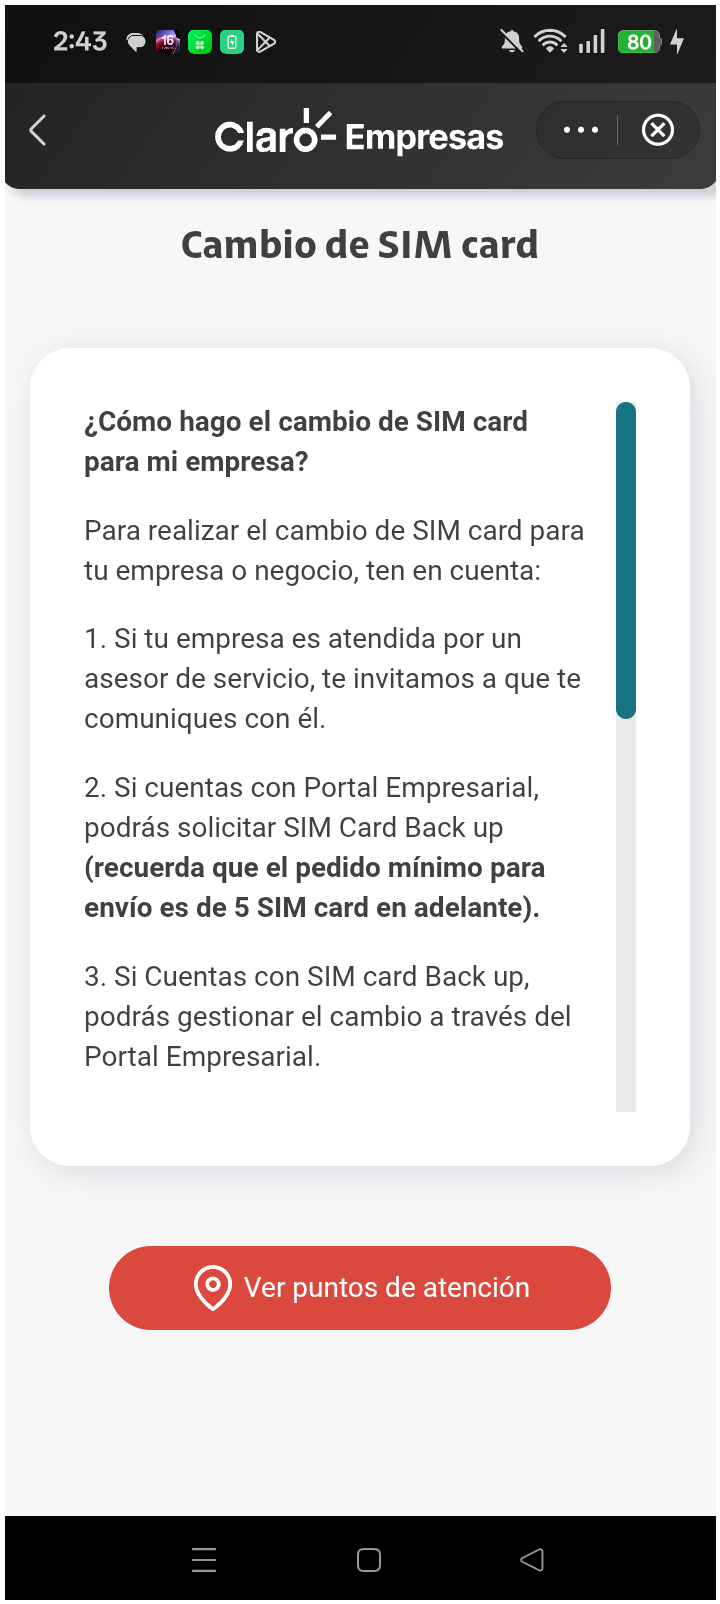 2:43
16
80
Claro Empresas
Cambio de SIM card
¿Cómo hago el cambio de SIM card
para mi empresa?
Para realizar el cambio de SIM card para
tu empresa o negocio, ten en cuenta:
1. Si tu empresa es atendida por un
asesor de servicio, te invitamos a que te
comuniques con él.
2. Si cuentas con Portal Empresarial,
podrás solicitar SIM Card Back up
(recuerda que el pedido mínimo para
envío es de 5 SIM card en adelante).
3. Si Cuentas con SIM card Back up,
podrás gestionar el cambio a través del
Portal Empresarial.
Ver puntos de atención